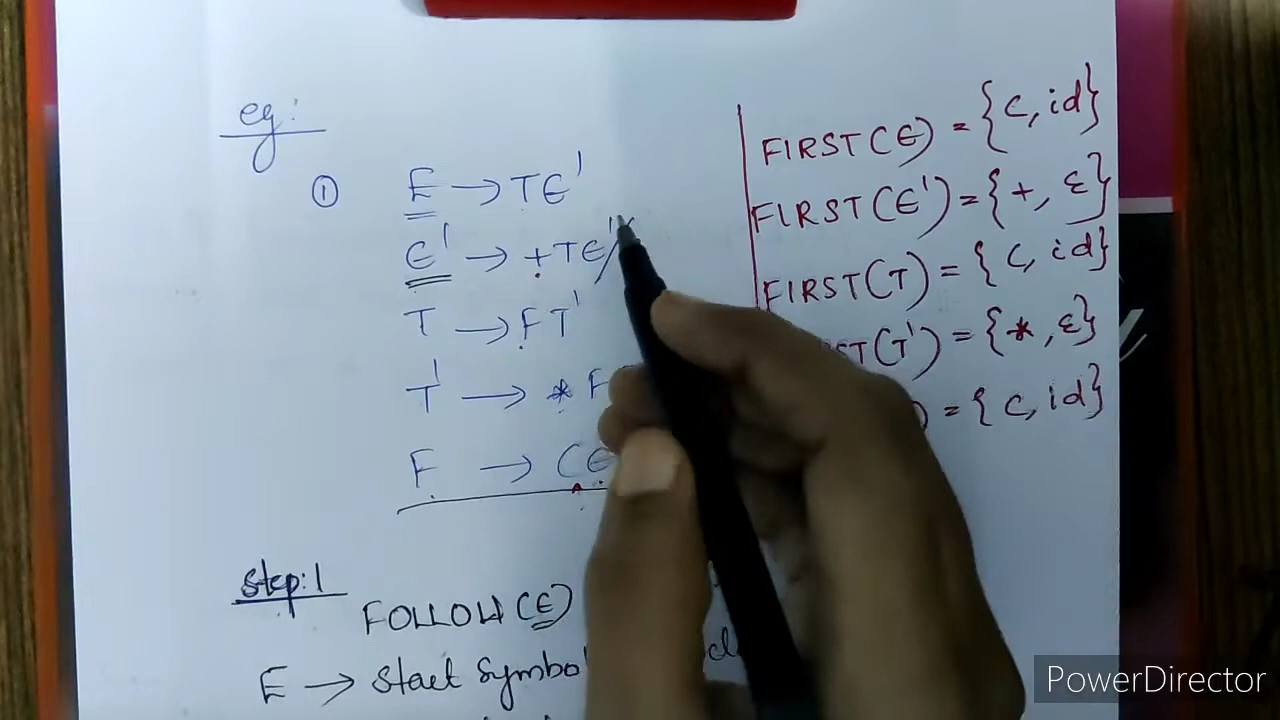 eg:
① E → TE'
E' → +TE'/
T → FT'
T' → *F
F → (E
FIRST(E) = {(, id}
FIRST(E') = {+, ε}
FIRST(T) = {(, id}
ST(T') = {*, ε}
) = {(, id}
Step:1
FOLLOW(E)
E → Start Symbol
PowerDirector